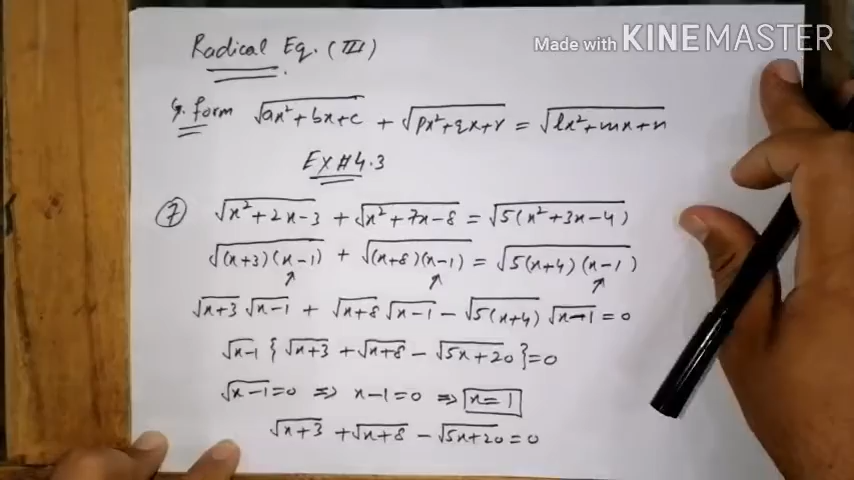 Made with KINEMASTER
Radical Eq. (III)
form √(ax²+bx+c) + √(px²+qx+r) = √(lx²+mx+n)
EX#4.3
(7) √(x²+2x-3) + √(x²+7x-8) = √(5(x²+3x-4))
√((x+3)(x-1)) + √((x+8)(x-1)) = √(5(x+4)(x-1))
√(x+3) √(x-1) + √(x+8) √(x-1) - √(5(x+4)) √(x-1) = 0
√(x-1) { √(x+3) + √(x+8) - √(5x+20) } = 0
√(x-1) = 0 ⇒ x-1=0 ⇒ x=1
√(x+3) + √(x+8) - √(5x+20) = 0